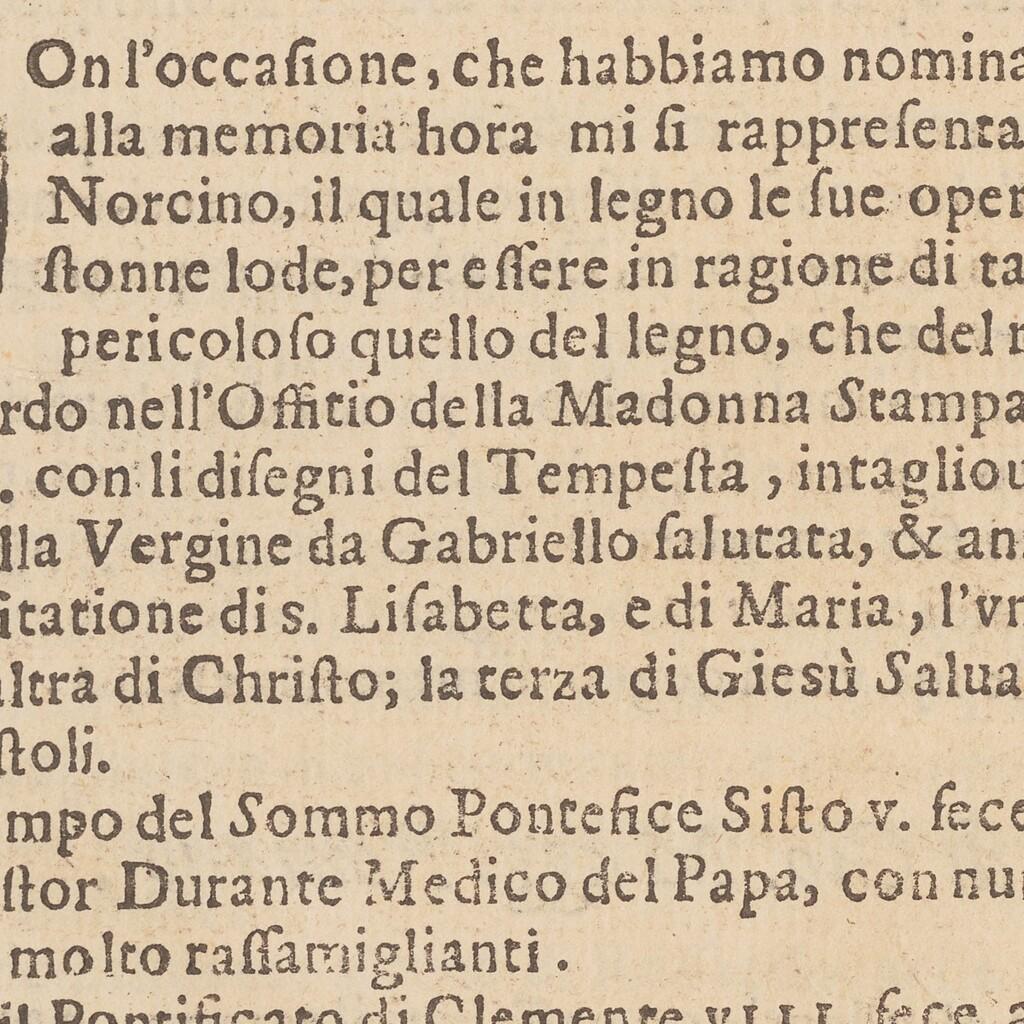 On l'occaſione, che habbiamo nomina
alla memoria hora mi ſi rappreſenta
Norcino, il quale in legno le ſue oper
ſtonne lode, per eſſere in ragione di ta
pericoloſo quello del legno, che del
rdo nell'Offitio della Madonna Stampa
. con li diſegni del Tempeſta, intagliou
lla Vergine da Gabriello ſalutata, & an
ſitatione di s. Liſabetta, e di Maria, l'vn
altra di Chriſto; la terza di Giesù Salua
ſtoli.
mpo del Sommo Pontefice Siſto v. fece
ſtor Durante Medico del Papa, con nu
molto raſſamiglianti.
il Pontificato di Clemente VIII. fece a